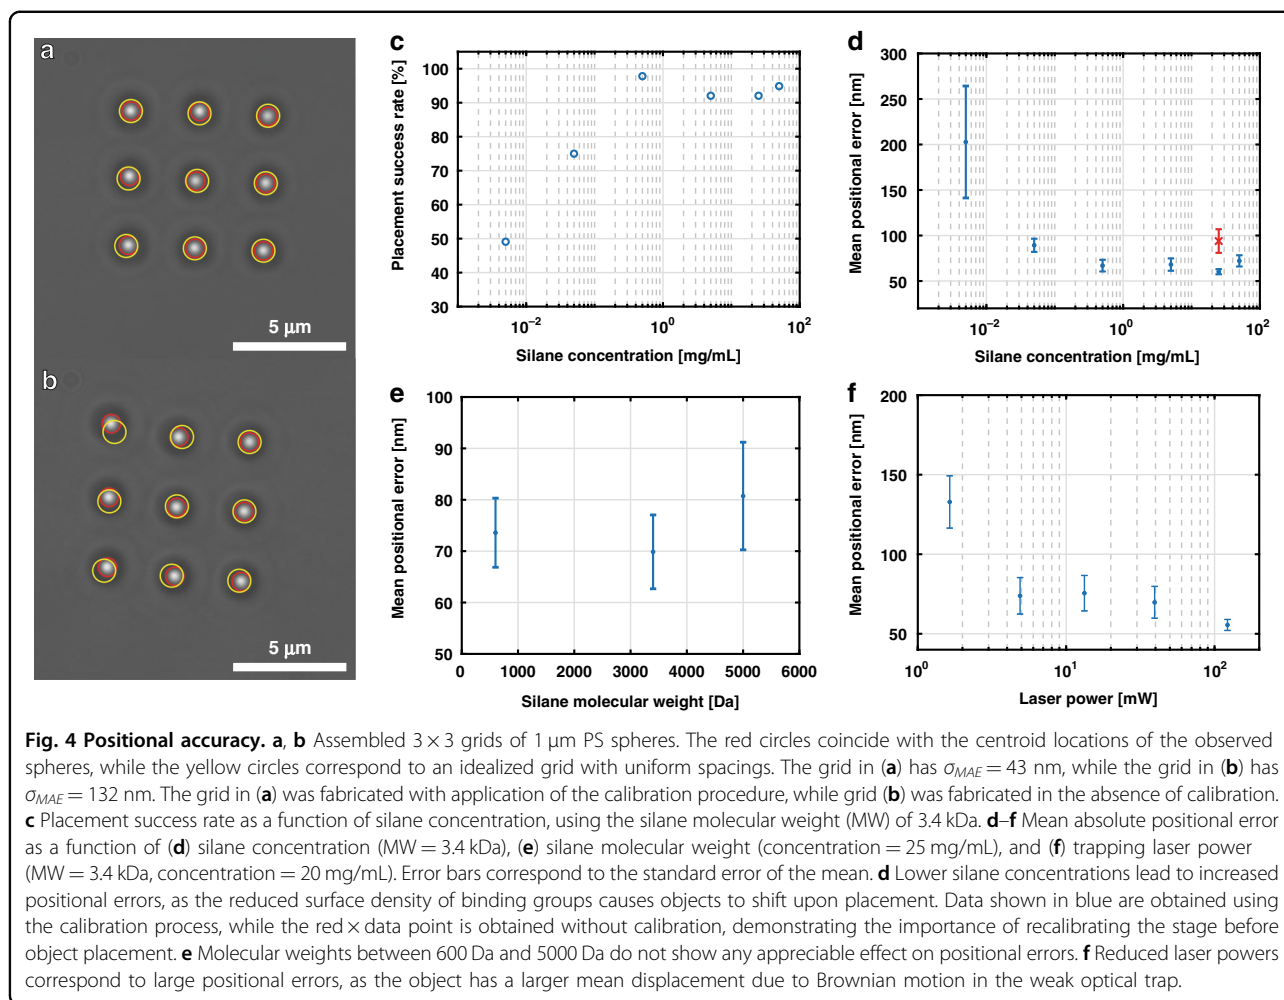 a
5 μm
b
5 μm
c
Placement success rate [%]
100
90
80
70
60
50
40
30
10⁻²
10⁰
10²
Silane concentration [mg/mL]
d
Mean positional error [nm]
300
250
200
150
100
50
10⁻²
10⁰
10²
Silane concentration [mg/mL]
e
Mean positional error [nm]
100
90
80
70
60
50
0
1000
2000
3000
4000
5000
6000
Silane molecular weight [Da]
f
Mean positional error [nm]
200
150
100
50
10⁰
10¹
10²
Laser power [mW]
Fig. 4 Positional accuracy. a, b Assembled 3 × 3 grids of 1 μm PS spheres. The red circles coincide with the centroid locations of the observed
spheres, while the yellow circles correspond to an idealized grid with uniform spacings. The grid in (a) has σMAE = 43 nm, while the grid in (b) has
σMAE = 132 nm. The grid in (a) was fabricated with application of the calibration procedure, while grid (b) was fabricated in the absence of calibration.
c Placement success rate as a function of silane concentration, using the silane molecular weight (MW) of 3.4 kDa. d–f Mean absolute positional error
as a function of (d) silane concentration (MW = 3.4 kDa), (e) silane molecular weight (concentration = 25 mg/mL), and (f) trapping laser power
(MW = 3.4 kDa, concentration = 20 mg/mL). Error bars correspond to the standard error of the mean. d Lower silane concentrations lead to increased
positional errors, as the reduced surface density of binding groups causes objects to shift upon placement. Data shown in blue are obtained using
the calibration process, while the red × data point is obtained without calibration, demonstrating the importance of recalibrating the stage before
object placement. e Molecular weights between 600 Da and 5000 Da do not show any appreciable effect on positional errors. f Reduced laser powers
correspond to large positional errors, as the object has a larger mean displacement due to Brownian motion in the weak optical trap.